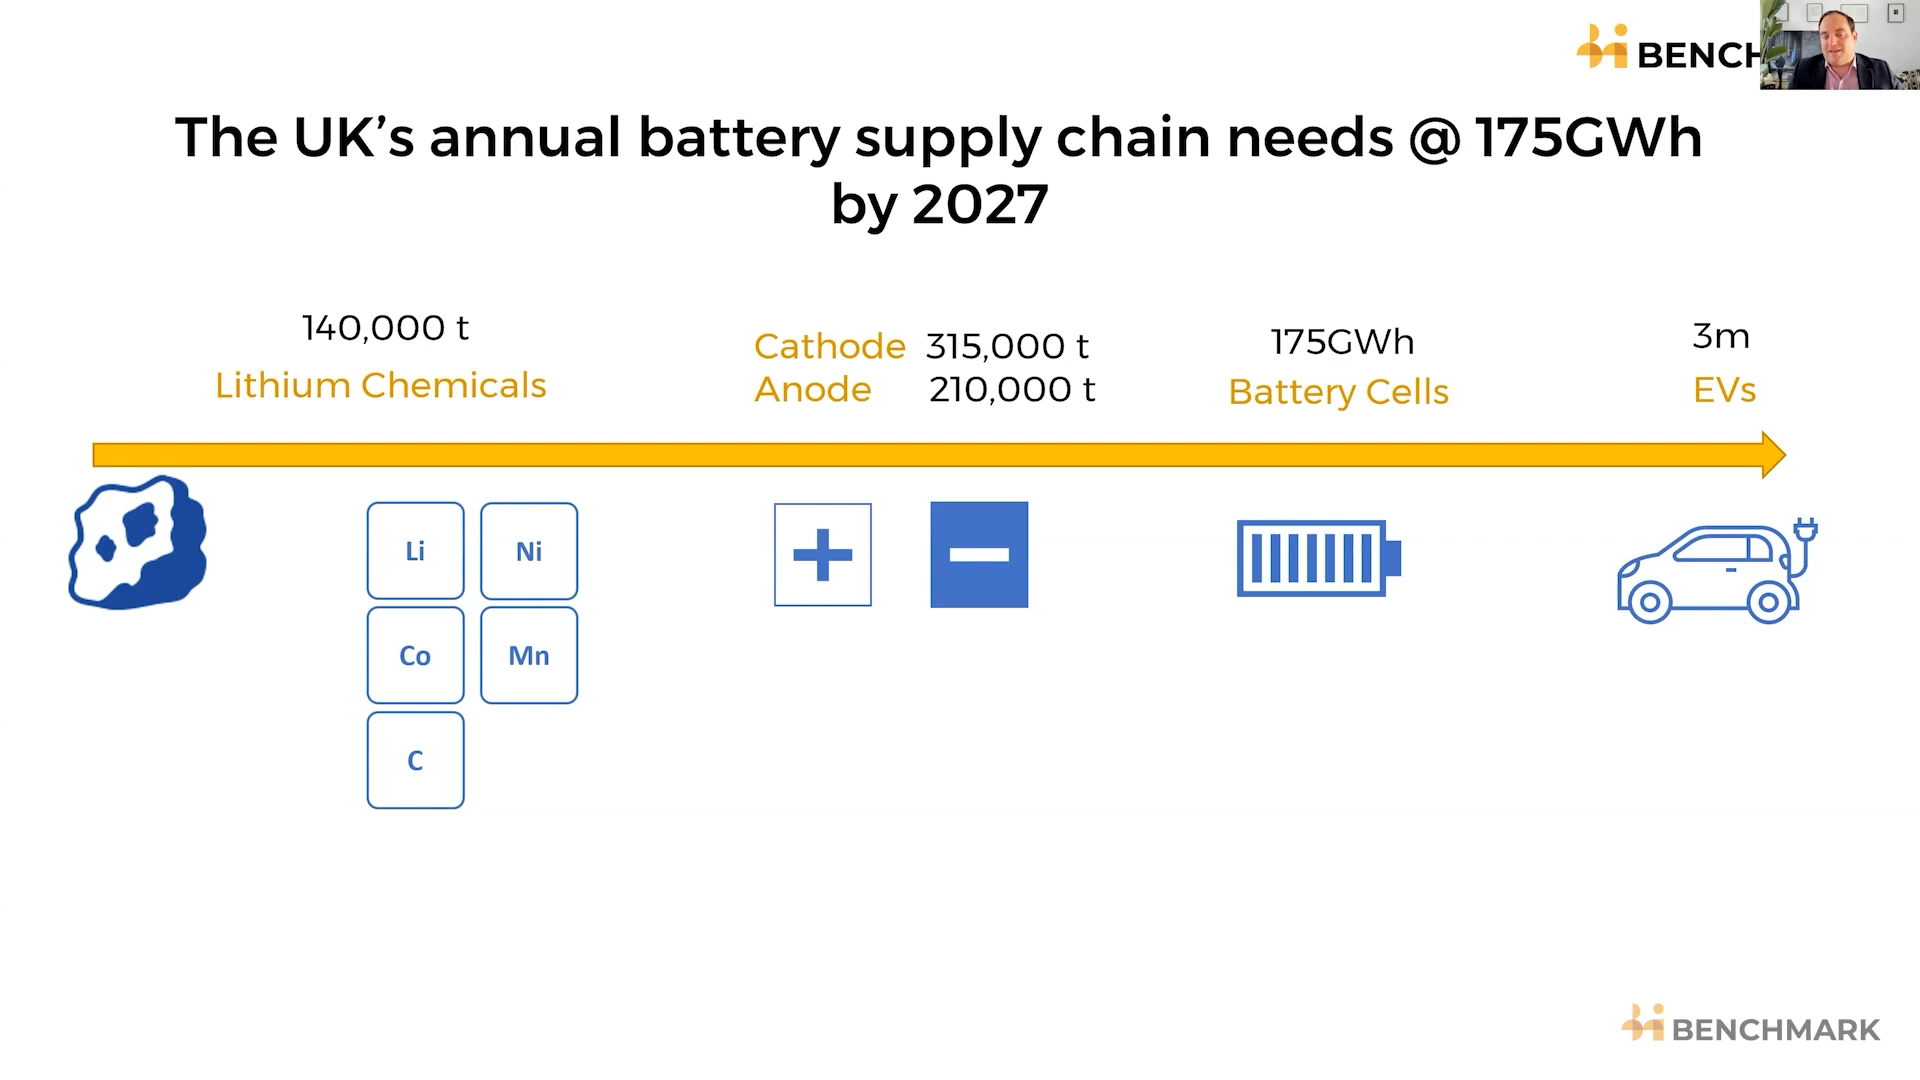 BENCH
The UK’s annual battery supply chain needs @ 175GWh
by 2027
140,000 t
Lithium Chemicals
Cathode 315,000 t
Anode 210,000 t
175GWh
Battery Cells
3m
EVs
Li Ni
Co Mn
C
BENCHMARK